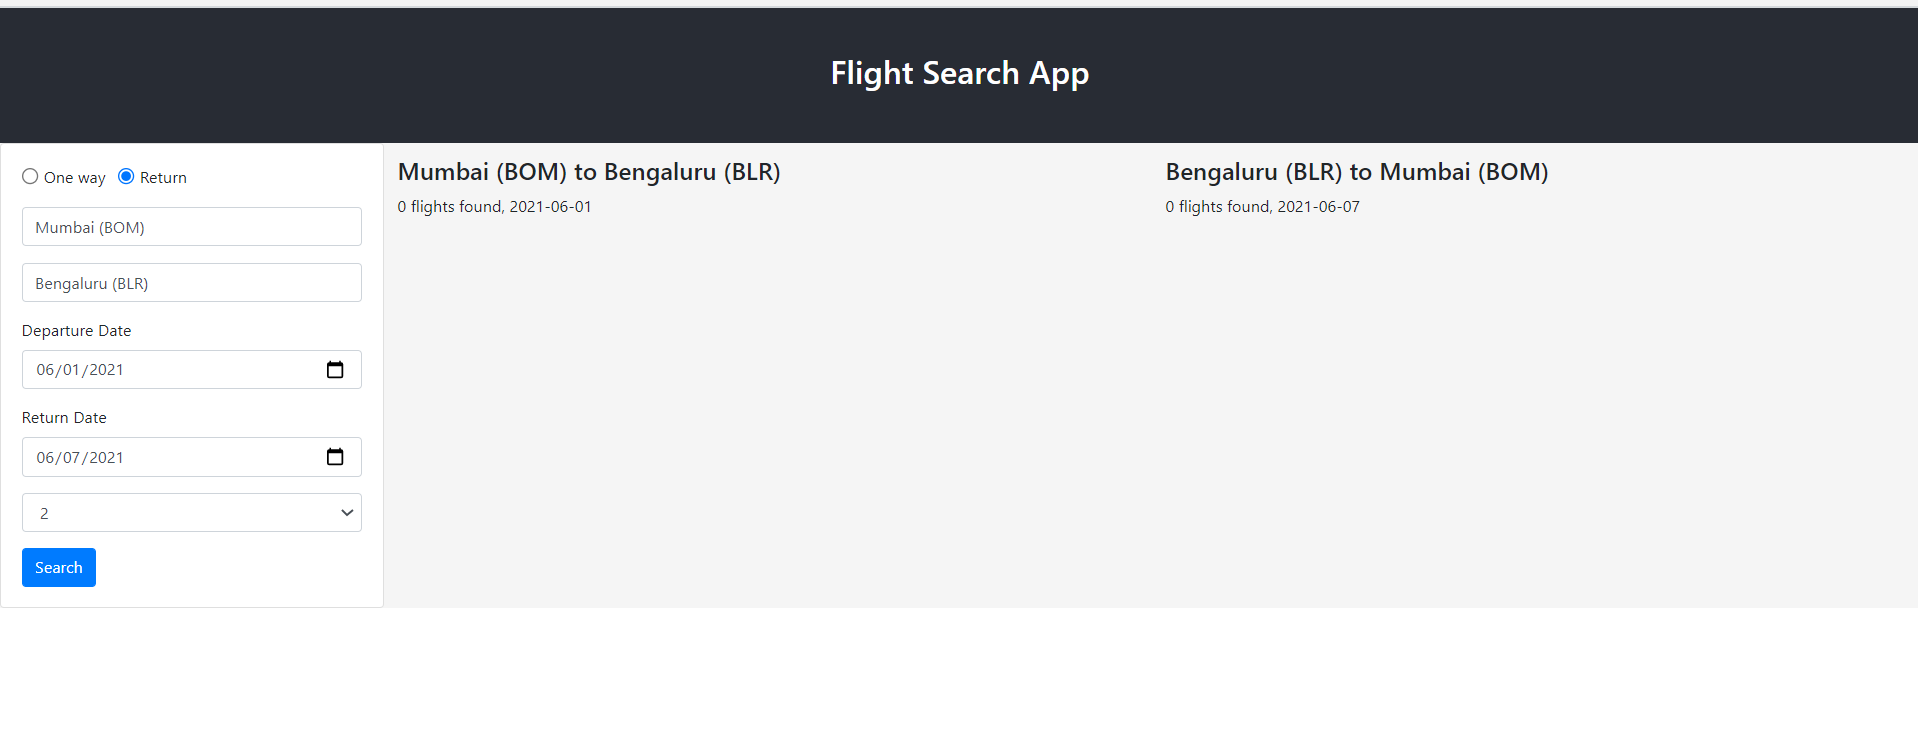 Flight Search App
One way Return
Mumbai (BOM)
Bengaluru (BLR)
Departure Date
06/01/2021
Return Date
06/07/2021
2
Search
Mumbai (BOM) to Bengaluru (BLR)
0 flights found, 2021-06-01
Bengaluru (BLR) to Mumbai (BOM)
0 flights found, 2021-06-07